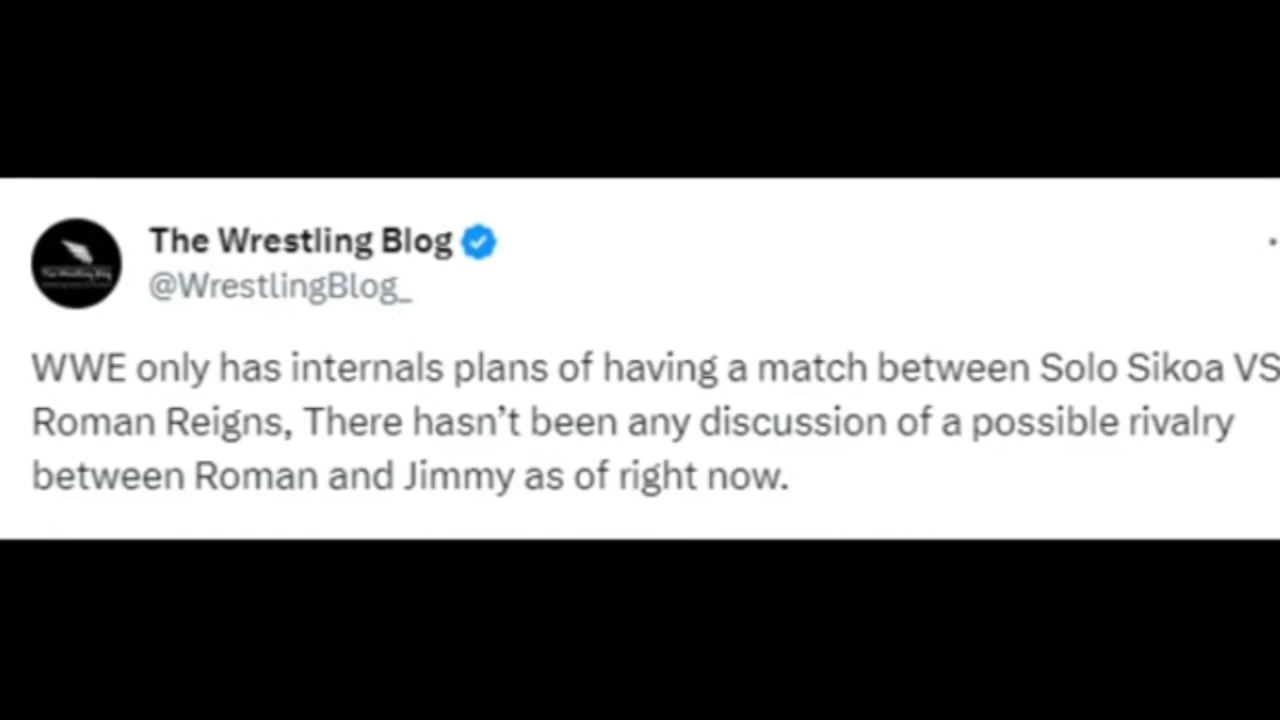 The Wrestling Blog
@WrestlingBlog_
WWE only has internals plans of having a match between Solo Sikoa VS
Roman Reigns, There hasn’t been any discussion of a possible rivalry
between Roman and Jimmy as of right now.